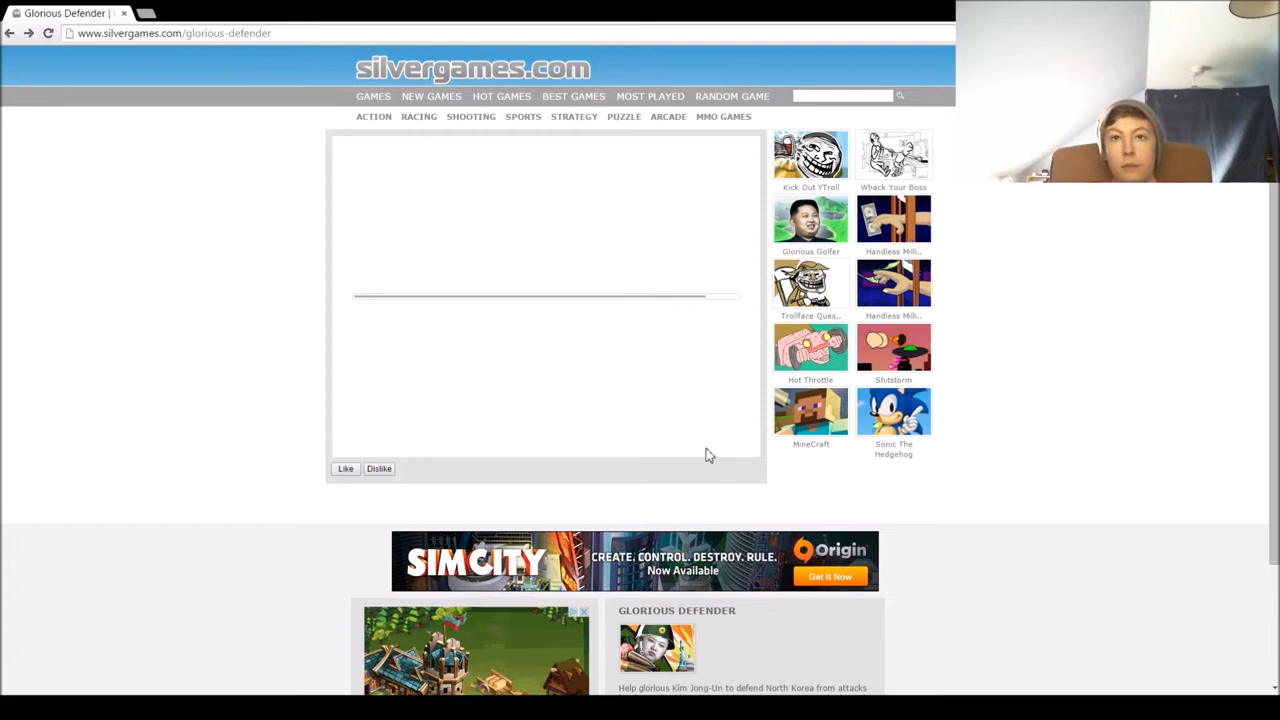 Glorious Defender |
www.silvergames.com/glorious-defender
silvergames.com
GAMES NEW GAMES HOT GAMES BEST GAMES MOST PLAYED RANDOM GAME
ACTION RACING SHOOTING SPORTS STRATEGY PUZZLE ARCADE MMO GAMES
Kick Out YTroll Whack Your Boss
Glorious Golfer Handless Milli..
Trollface Ques.. Handless Milli..
Hot Throttle Shitstorm
MineCraft Sonic The
Hedgehog
Like Dislike
SIMCITY CREATE. CONTROL. DESTROY. RULE.
Now Available
Origin
Get It Now
GLORIOUS DEFENDER
Help glorious Kim Jong-Un to defend North Korea from attacks